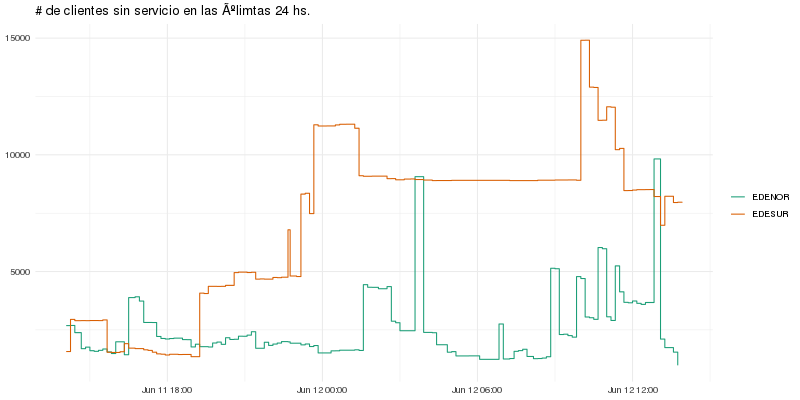 # de clientes sin servicio en las Ãºlimtas 24 hs.
15000
10000
5000
EDENOR
EDESUR
Jun 11 18:00
Jun 12 00:00
Jun 12 06:00
Jun 12 12:00